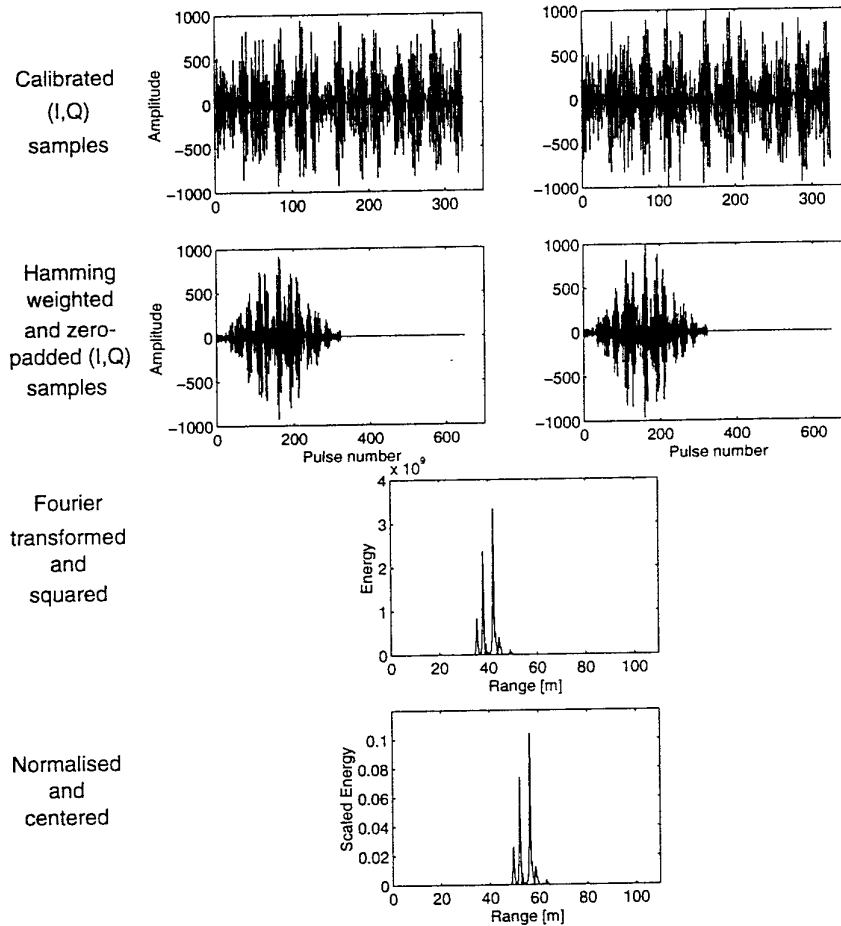 Calibrated
(I,Q)
samples
Amplitude
1000
500
0
−500
−1000
0 100 200 300
1000
500
0
−500
−1000
0 100 200 300
Hamming
weighted
and zero-
padded (I,Q)
samples
Amplitude
1000
500
0
−500
−1000
0 200 400 600
Pulse number
1000
500
0
−500
−1000
0 200 400 600
Pulse number
Fourier
transformed
and
squared
x 10^9
Energy
4
3
2
1
0
0 20 40 60 80 100
Range [m]
Normalised
and
centered
Scaled Energy
0.1
0.08
0.06
0.04
0.02
0
0 20 40 60 80 100
Range [m]